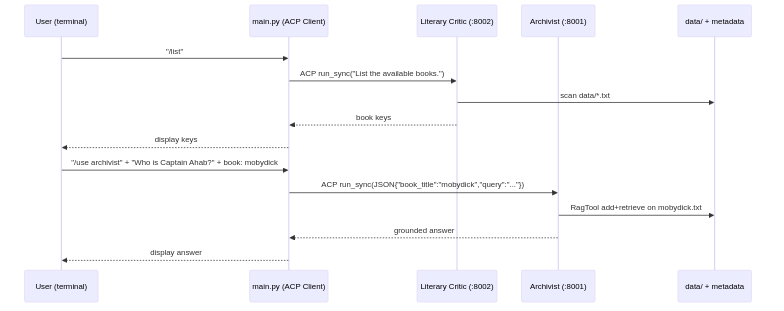 User (terminal)
main.py (ACP Client)
Literary Critic (:8002)
Archivist (:8001)
data/ + metadata
"/list"
ACP run_sync("List the available books.")
scan data/*.txt
book keys
display keys
"/use archivist" + "Who is Captain Ahab?" + book: mobydick
ACP run_sync(JSON{"book_title":"mobydick","query":"..."})
RagTool add+retrieve on mobydick.txt
grounded answer
display answer
User (terminal)
main.py (ACP Client)
Literary Critic (:8002)
Archivist (:8001)
data/ + metadata